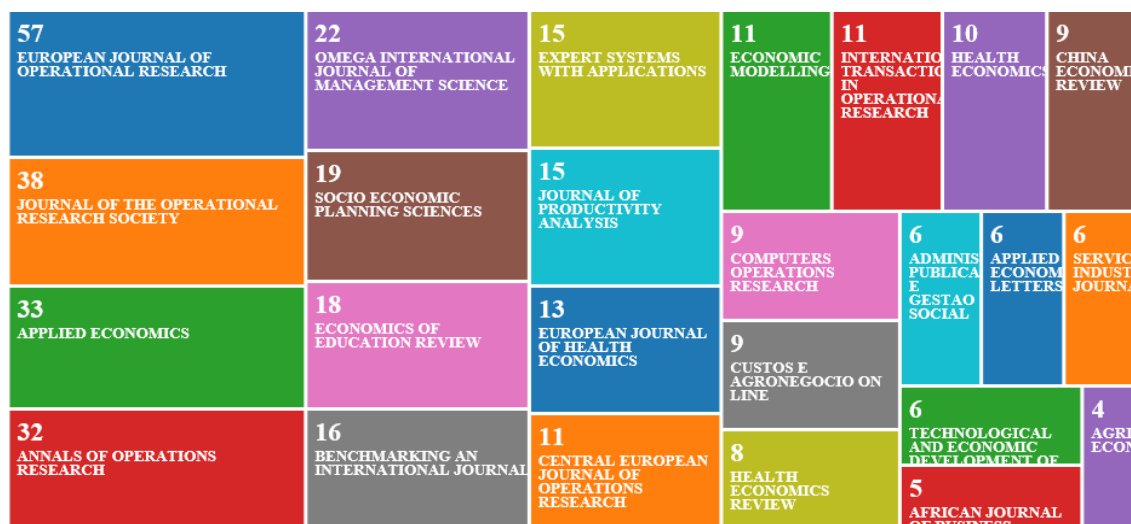 57
EUROPEAN JOURNAL OF
OPERATIONAL RESEARCH
38
JOURNAL OF THE OPERATIONAL
RESEARCH SOCIETY
33
APPLIED ECONOMICS
32
ANNALS OF OPERATIONS
RESEARCH
22
OMEGA INTERNATIONAL
JOURNAL OF
MANAGEMENT SCIENCE
19
SOCIO ECONOMIC
PLANNING SCIENCES
18
ECONOMICS OF
EDUCATION REVIEW
16
BENCHMARKING AN
INTERNATIONAL JOURNAL
15
EXPERT SYSTEMS
WITH APPLICATIONS
15
JOURNAL OF
PRODUCTIVITY
ANALYSIS
13
EUROPEAN JOURNAL
OF HEALTH
ECONOMICS
11
CENTRAL EUROPEAN
JOURNAL OF
OPERATIONS
RESEARCH
11
ECONOMIC
MODELLING
11
INTERNATIO
TRANSACTIO
IN
OPERATIONA
RESEARCH
10
HEALTH
ECONOMICS
9
CHINA
ECONOMI
REVIEW
9
COMPUTERS
OPERATIONS
RESEARCH
9
CUSTOS E
AGRONEGOCIO ON
LINE
8
HEALTH
ECONOMICS
REVIEW
6
ADMINIS
PUBLICA
E
GESTAO
SOCIAL
6
APPLIED
ECONOM
LETTERS
6
SERVIC
INDUST
JOURNA
6
TECHNOLOGICAL
AND ECONOMIC
DEVELOPMENT OF
5
AFRICAN JOURNAL
OF BUSINESS
4
AGRI
ECON